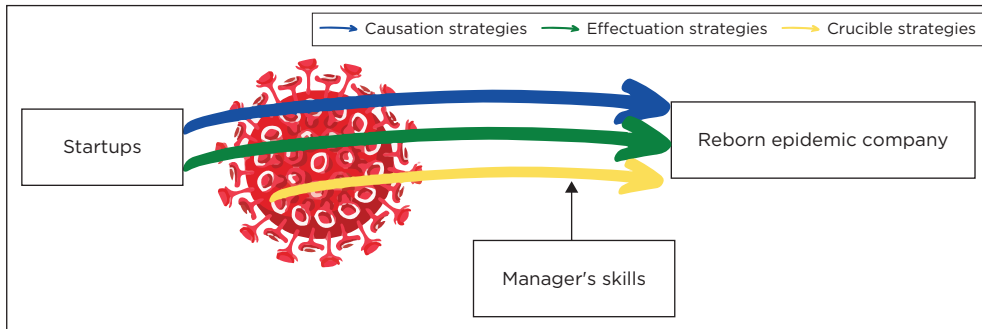 Causation strategies Effectuation strategies Crucible strategies
Startups
Reborn epidemic company
Manager's skills